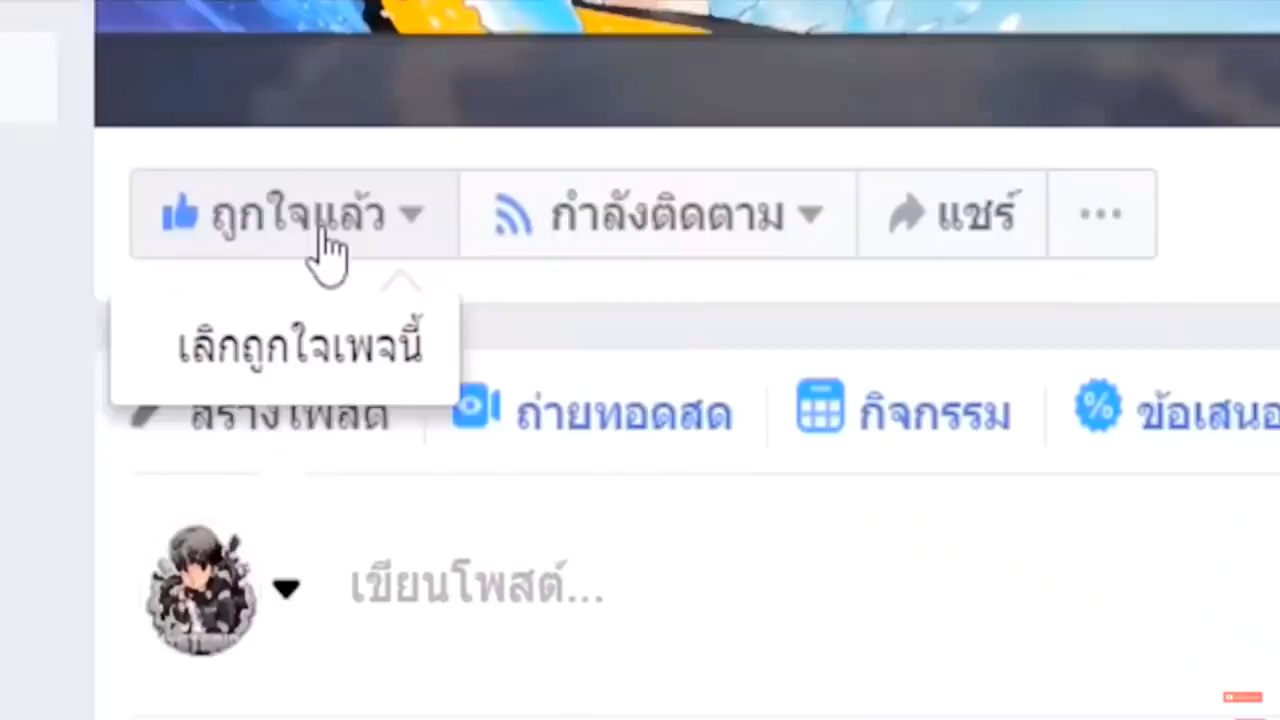 ถูกใจแล้ว กำลังติดตาม แชร์
เลิกถูกใจเพจนี้
สร้างโพสต์ ถ่ายทอดสด กิจกรรม ข้อเสนอ
เขียนโพสต์...